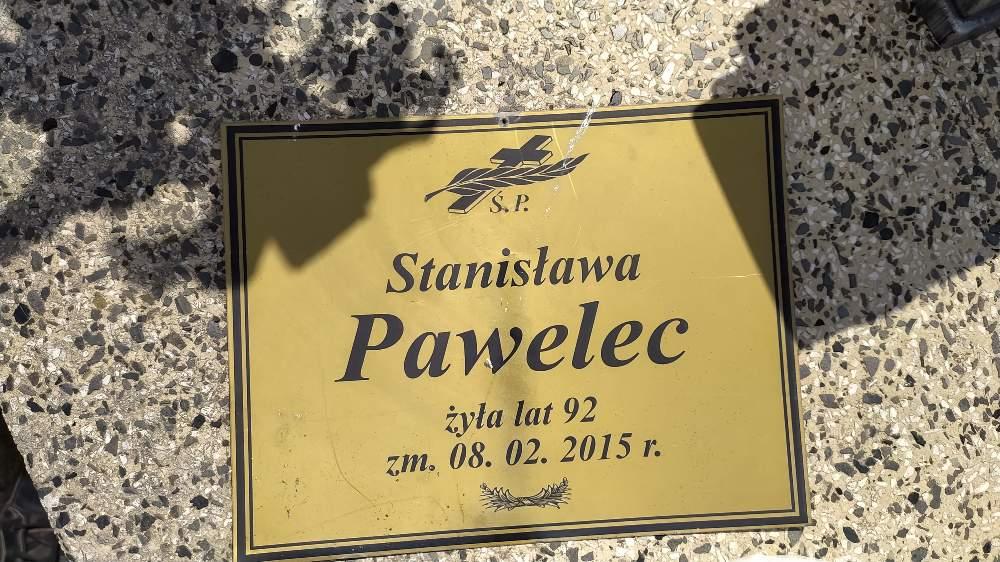 Ś. P.
Stanisława
Pawelec
żyła lat 92
zm. 08. 02. 2015 r.